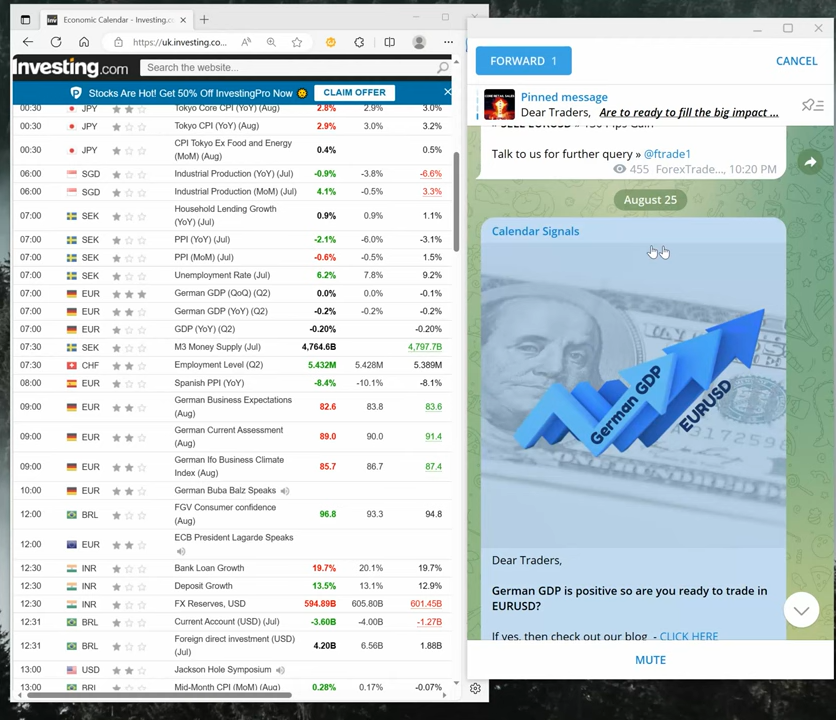 Economic Calendar - Investing.co
https://uk.investing.co...
Investing.com
Search the website...
Stocks Are Hot! Get 50% Off InvestingPro Now
CLAIM OFFER
00:30 JPY Tokyo Core CPI (YoY) (Aug) 2.8% 2.9% 3.0%
00:30 JPY Tokyo CPI (YoY) (Aug) 2.9% 3.0% 3.2%
00:30 JPY CPI Tokyo Ex Food and Energy (MoM) (Aug) 0.4% 0.5%
06:00 SGD Industrial Production (YoY) (Jul) -0.9% -3.8% -6.6%
06:00 SGD Industrial Production (MoM) (Jul) 4.1% -0.5% 3.3%
07:00 SEK Household Lending Growth (YoY) (Jul) 0.9% 0.9% 1.1%
07:00 SEK PPI (YoY) (Jul) -2.1% -6.0% -3.1%
07:00 SEK PPI (MoM) (Jul) -0.6% -0.5% 1.5%
07:00 SEK Unemployment Rate (Jul) 6.2% 7.8% 9.2%
07:00 EUR German GDP (QoQ) (Q2) 0.0% 0.0% -0.1%
07:00 EUR German GDP (YoY) (Q2) -0.2% -0.2% -0.2%
07:00 EUR GDP (YoY) (Q2) -0.20% -0.20%
07:30 SEK M3 Money Supply (Jul) 4,764.6B 4,797.7B
07:30 CHF Employment Level (Q2) 5.432M 5.428M 5.389M
08:00 EUR Spanish PPI (YoY) -8.4% -10.1% -8.1%
09:00 EUR German Business Expectations (Aug) 82.6 83.8 83.6
09:00 EUR German Current Assessment (Aug) 89.0 90.0 91.4
09:00 EUR German Ifo Business Climate Index (Aug) 85.7 86.7 87.4
10:00 EUR German Buba Balz Speaks
12:00 BRL FGV Consumer confidence (Aug) 96.8 93.3 94.8
12:00 EUR ECB President Lagarde Speaks
12:30 INR Bank Loan Growth 19.7% 20.1% 19.7%
12:30 INR Deposit Growth 13.5% 13.1% 12.9%
12:30 INR FX Reserves, USD 594.89B 605.80B 601.45B
12:31 BRL Current Account (USD) (Jul) -3.60B -4.00B -1.27B
12:31 BRL Foreign direct investment (USD) (Jul) 4.20B 6.56B 1.88B
13:00 USD Jackson Hole Symposium
13:00 BRL Mid-Month CPI (MoM) (Aug) 0.28% 0.17% -0.07%
FORWARD 1
CANCEL
Pinned message
Dear Traders, Are to ready to fill the big impact ...
Talk to us for further query » @ftrade1
455 ForexTrade..., 10:20 PM
August 25
Calendar Signals
German GDP
EURUSD
Dear Traders,
German GDP is positive so are you ready to trade in
EURUSD?
If yes, then check out our blog - CLICK HERE
MUTE